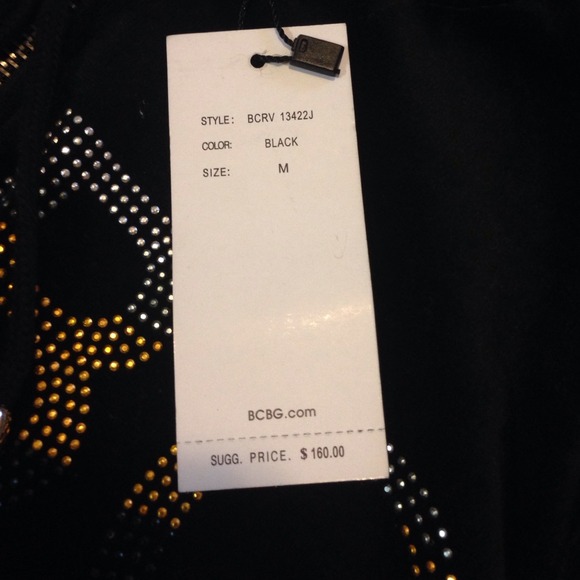 STYLE: BCRV 13422J
COLOR: BLACK
SIZE: M
BCBG.com
SUGG. PRICE. $160.00